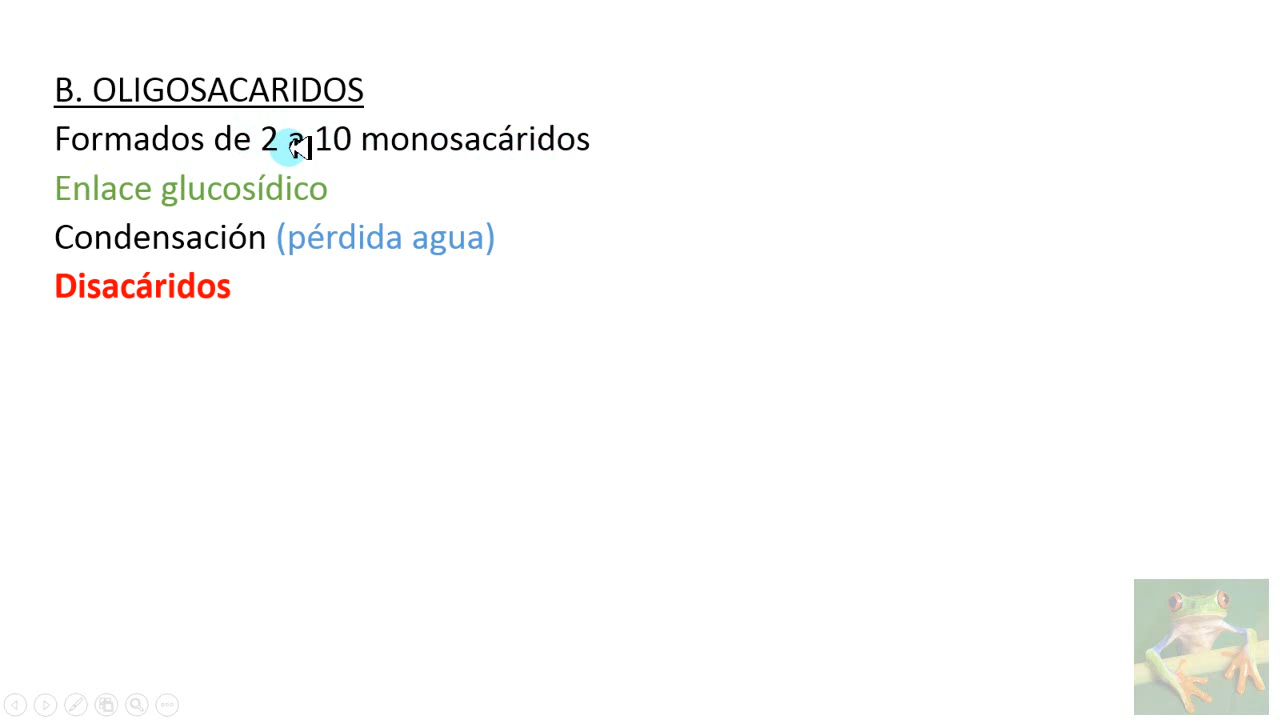 B. OLIGOSACARIDOS
Formados de 2 a 10 monosacáridos
Enlace glucosídico
Condensación (pérdida agua)
Disacáridos